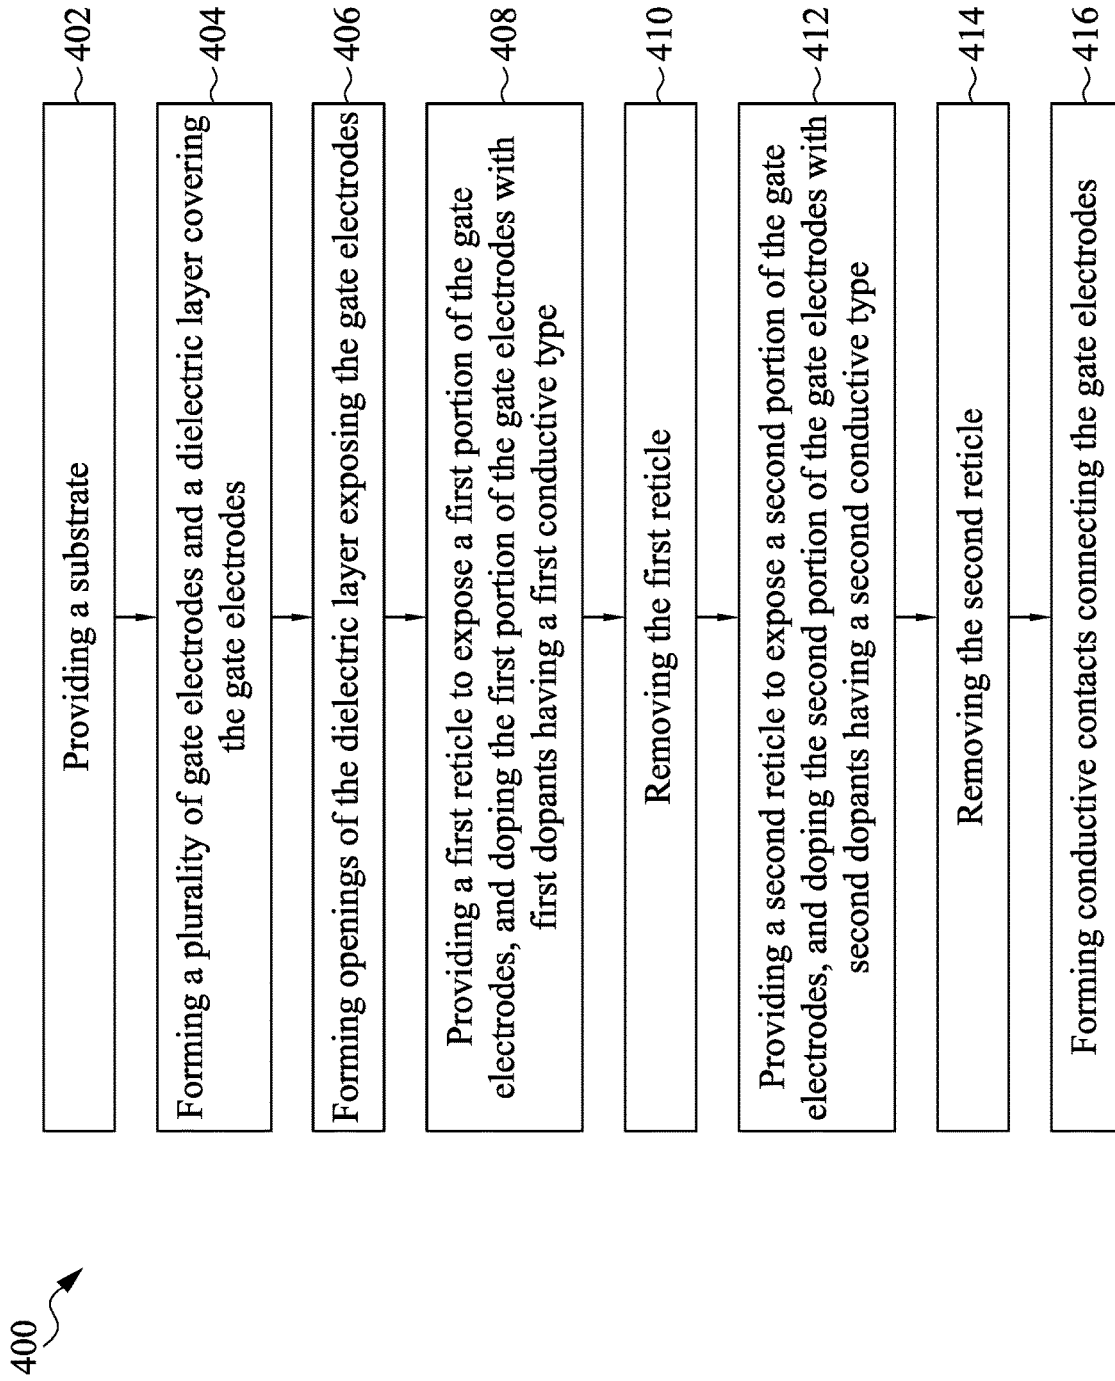 400
Providing a substrate
402
Forming a plurality of gate electrodes and a dielectric layer covering
the gate electrodes
404
Forming openings of the dielectric layer exposing the gate electrodes
406
Providing a first reticle to expose a first portion of the gate
electrodes, and doping the first portion of the gate electrodes with
first dopants having a first conductive type
408
Removing the first reticle
410
Providing a second reticle to expose a second portion of the gate
electrodes, and doping the second portion of the gate electrodes with
second dopants having a second conductive type
412
Removing the second reticle
414
Forming conductive contacts connecting the gate electrodes
416